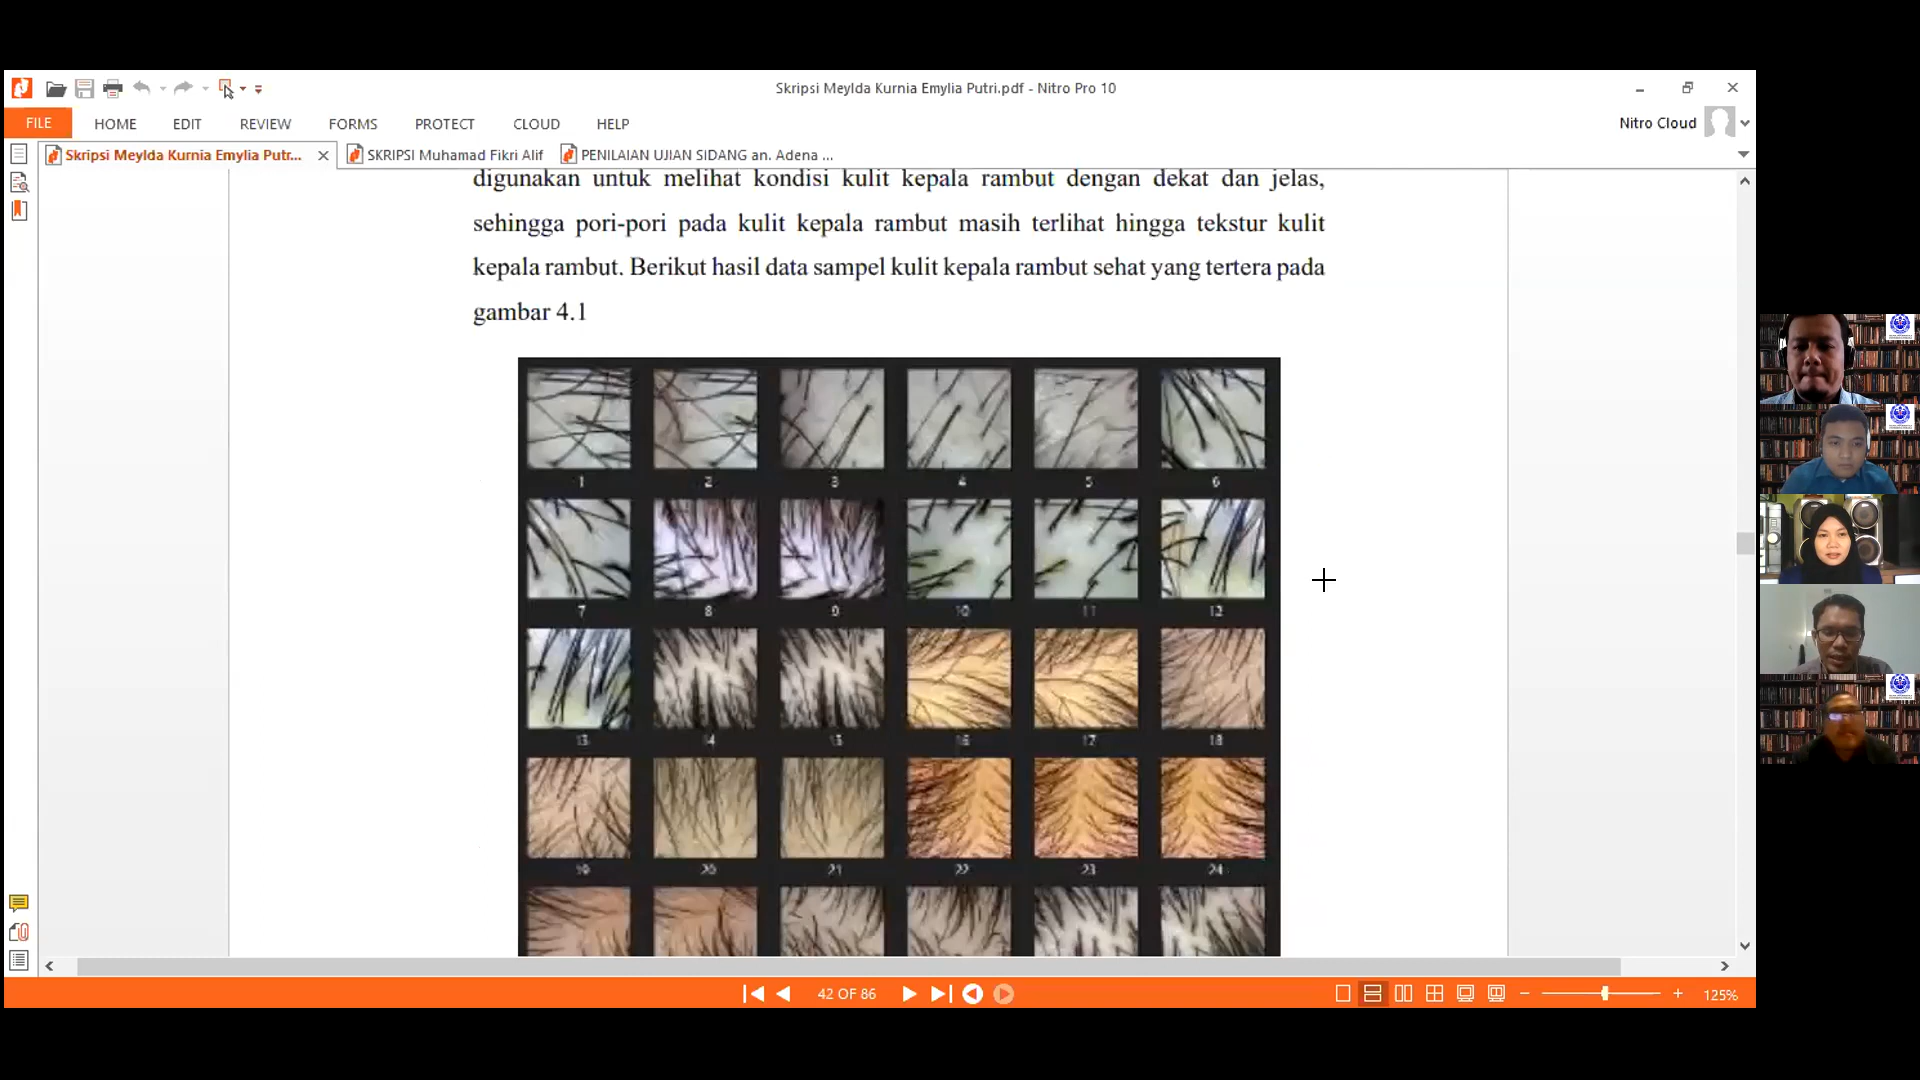 Skripsi Meylda Kurnia Emylia Putri.pdf - Nitro Pro 10
FILE HOME EDIT REVIEW FORMS PROTECT CLOUD HELP
Nitro Cloud
Skripsi Meylda Kurnia Emylia Putr...
SKRIPSI Muhamad Fikri Alif
PENILAIAN UJIAN SIDANG an. Adena ...
digunakan untuk melihat kondisi kulit kepala rambut dengan dekat dan jelas,
sehingga pori-pori pada kulit kepala rambut masih terlihat hingga tekstur kulit
kepala rambut. Berikut hasil data sampel kulit kepala rambut sehat yang tertera pada
gambar 4.1
1 2 3 4 5 6
7 8 9 10 11 12
13 14 15 16 17 18
19 20 21 22 23 24
42 OF 86
125%